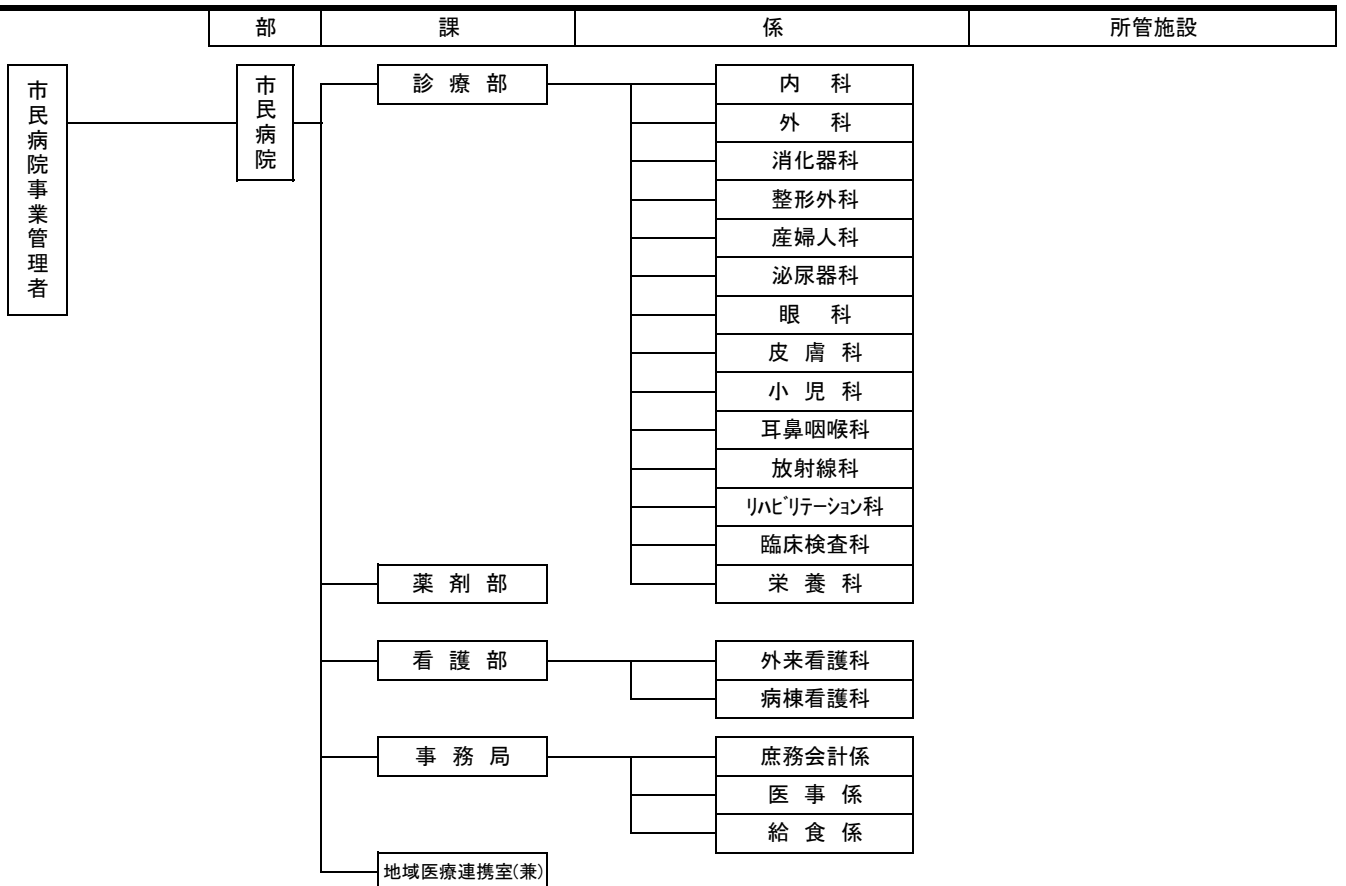 部 課 係 所管施設
市民病院事業管理者
市民病院
診療部
内科
外科
消化器科
整形外科
産婦人科
泌尿器科
眼科
皮膚科
小児科
耳鼻咽喉科
放射線科
ﾘﾊﾋﾞﾘﾃｰｼｮﾝ科
臨床検査科
薬剤部
栄養科
看護部
外来看護科
病棟看護科
事務局
庶務会計係
医事係
給食係
地域医療連携室(兼)